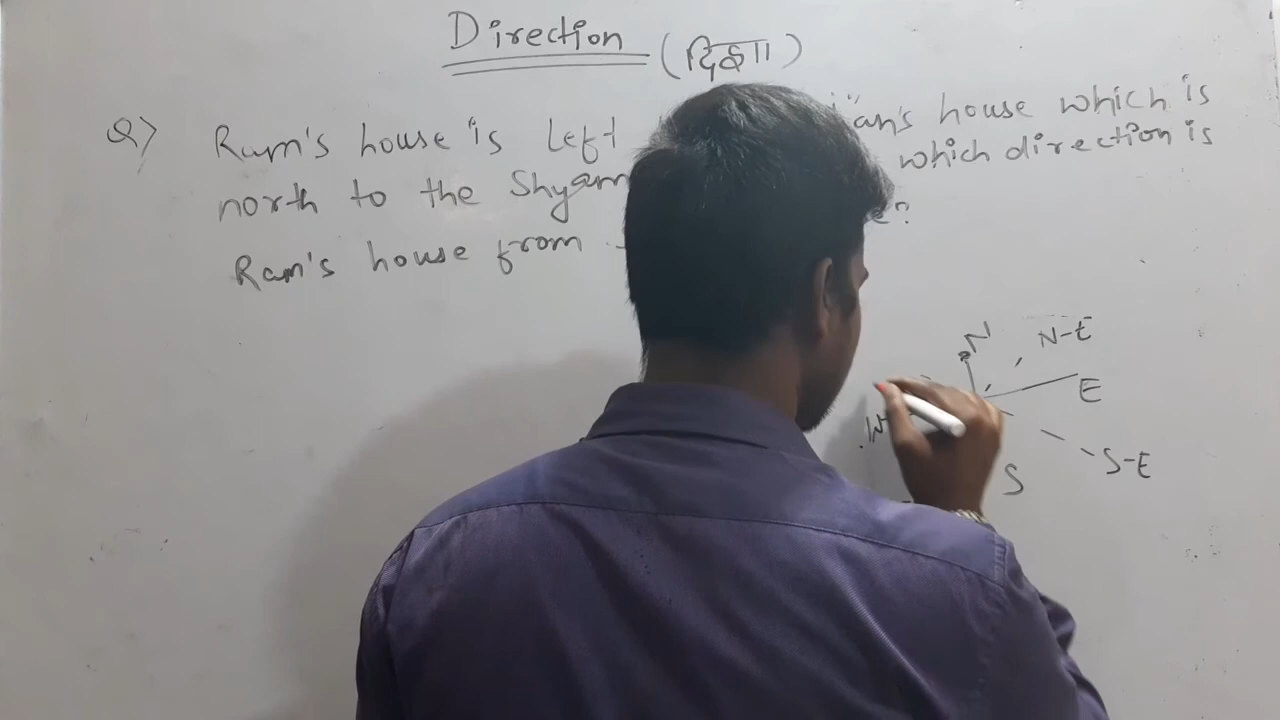 Direction (दिशा)
Q) Ram's house is left an's house which is
north to the Shyam which direction is
Ram's house from e?
N
N-E
E
W
S-E
S